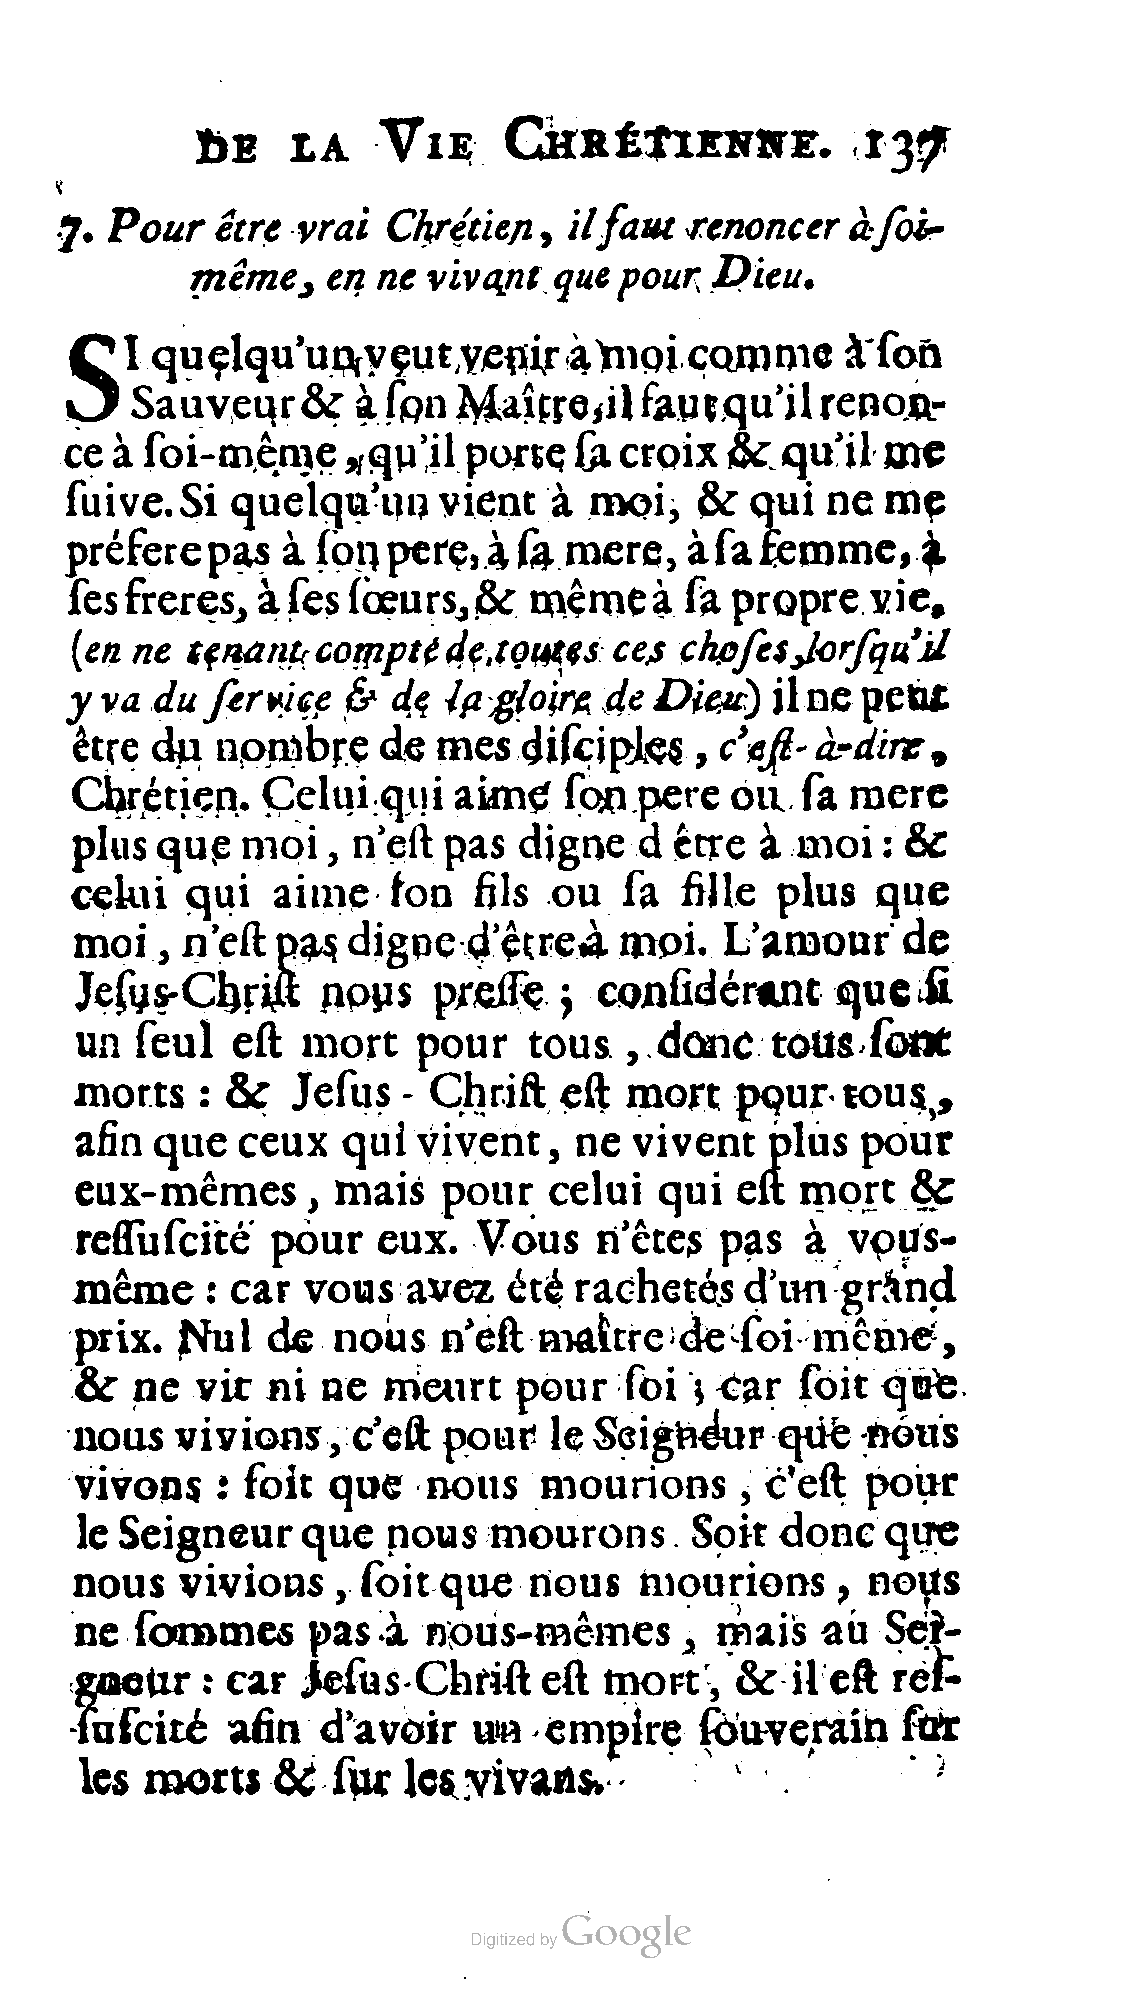 DE LA VIE CHRÉTIENNE. 137
7. Pour être vrai Chrétien, il faut renoncer à ſoi-
même, en ne vivant que pour Dieu.
SI quelqu'un veut venir à moi comme à ſon
Sauveur & à ſon Maître, il faut qu'il renon-
ce à ſoi-même, qu'il porte ſa croix & qu'il me
ſuive. Si quelqu'un vient à moi, & qui ne me
préfere pas à ſon pere, à ſa mere, à ſa femme, à
ſes freres, à ſes ſœurs, & même à ſa propre vie,
(en ne tenant compte de toutes ces choſes, lorſqu'il
y va du ſervice & de la gloire de Dieu) il ne peut
être du nombre de mes diſciples, c'eſt-à-dire,
Chrétien. Celui qui aime ſon pere ou ſa mere
plus que moi, n'eſt pas digne d être à moi : &
celui qui aime ſon fils ou ſa fille plus que
moi, n'eſt pas digne d'être à moi. L'amour de
Jeſus-Chriſt nous preſſe ; conſidérant que ſi
un ſeul eſt mort pour tous, donc tous ſont
morts : & Jeſus-Chriſt eſt mort pour tous,
afin que ceux qui vivent, ne vivent plus pour
eux-mêmes, mais pour celui qui eſt mort &
reſſuſcité pour eux. Vous n'êtes pas à vous-
même : car vous avez été rachetés d'un grand
prix. Nul de nous n'eſt maître de ſoi-même,
& ne vit ni ne meurt pour ſoi ; car ſoit que
nous vivions, c'eſt pour le Seigneur que nous
vivons : ſoit que nous mourions, c'eſt pour
le Seigneur que nous mourons. Soit donc que
nous vivions, ſoit que nous mourions, nous
ne ſommes pas à nous-mêmes, mais au Sei-
gneur : car Jeſus-Chriſt eſt mort, & il eſt reſ-
ſuſcité afin d'avoir un empire ſouverain ſur
les morts & ſur les vivans.
Digitized by Google